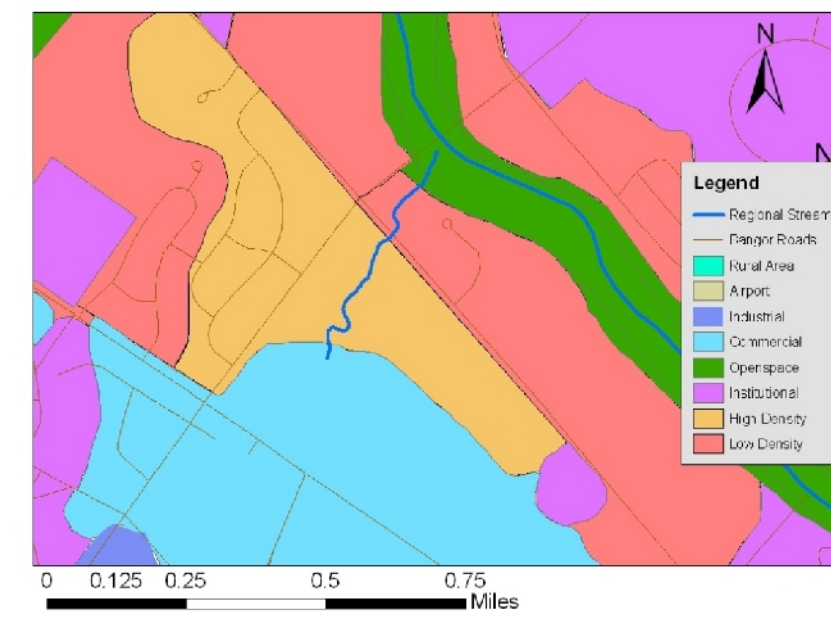 N
N
Legend
Regional Stream
Bangor Roads
Rural Area
Airport
Industrial
Commercial
Openspace
Institutional
High Density
Low Density
0 0.125 0.25 0.5 0.75
Miles